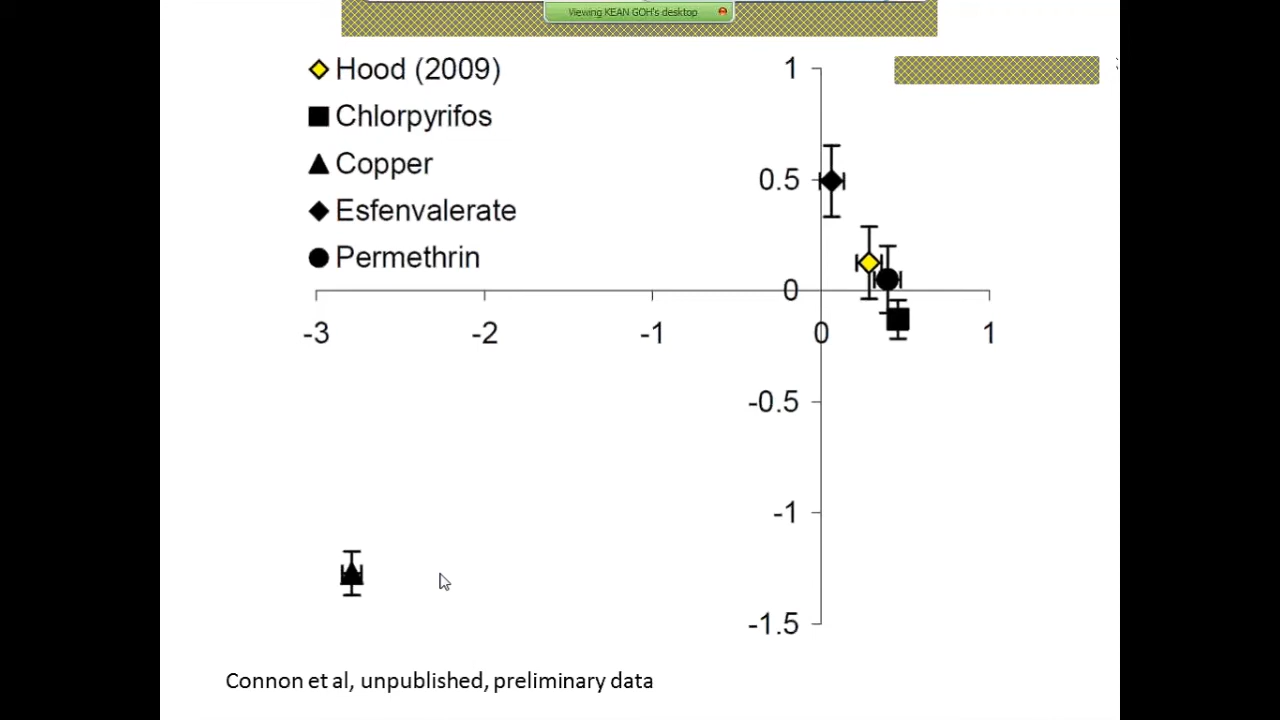 Viewing KEAN GOH's desktop
Hood (2009)
Chlorpyrifos
Copper
Esfenvalerate
Permethrin
1
0.5
0
-3 -2 -1 0 1
-0.5
-1
-1.5
Connon et al, unpublished, preliminary data